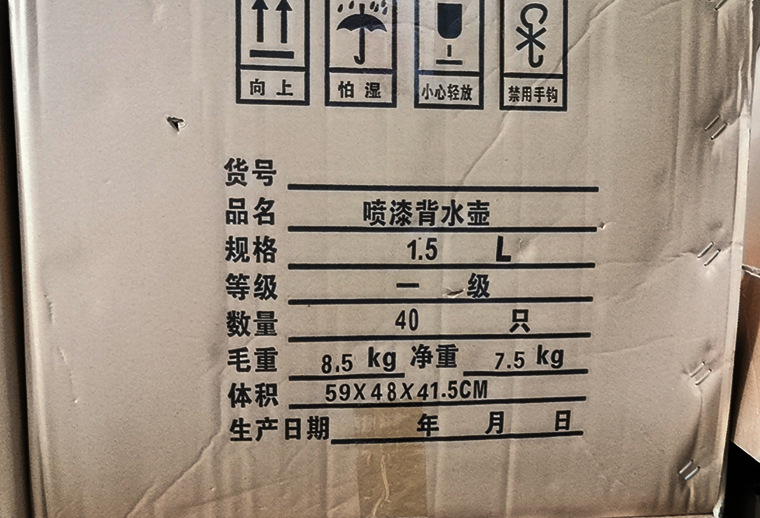 向上 怕湿 小心轻放 禁用手钩
货号
品名 喷漆背水壶
规格 1.5 L
等级 一级
数量 40 只
毛重 8.5 kg 净重 7.5 kg
体积 59X48X41.5CM
生产日期 年 月 日